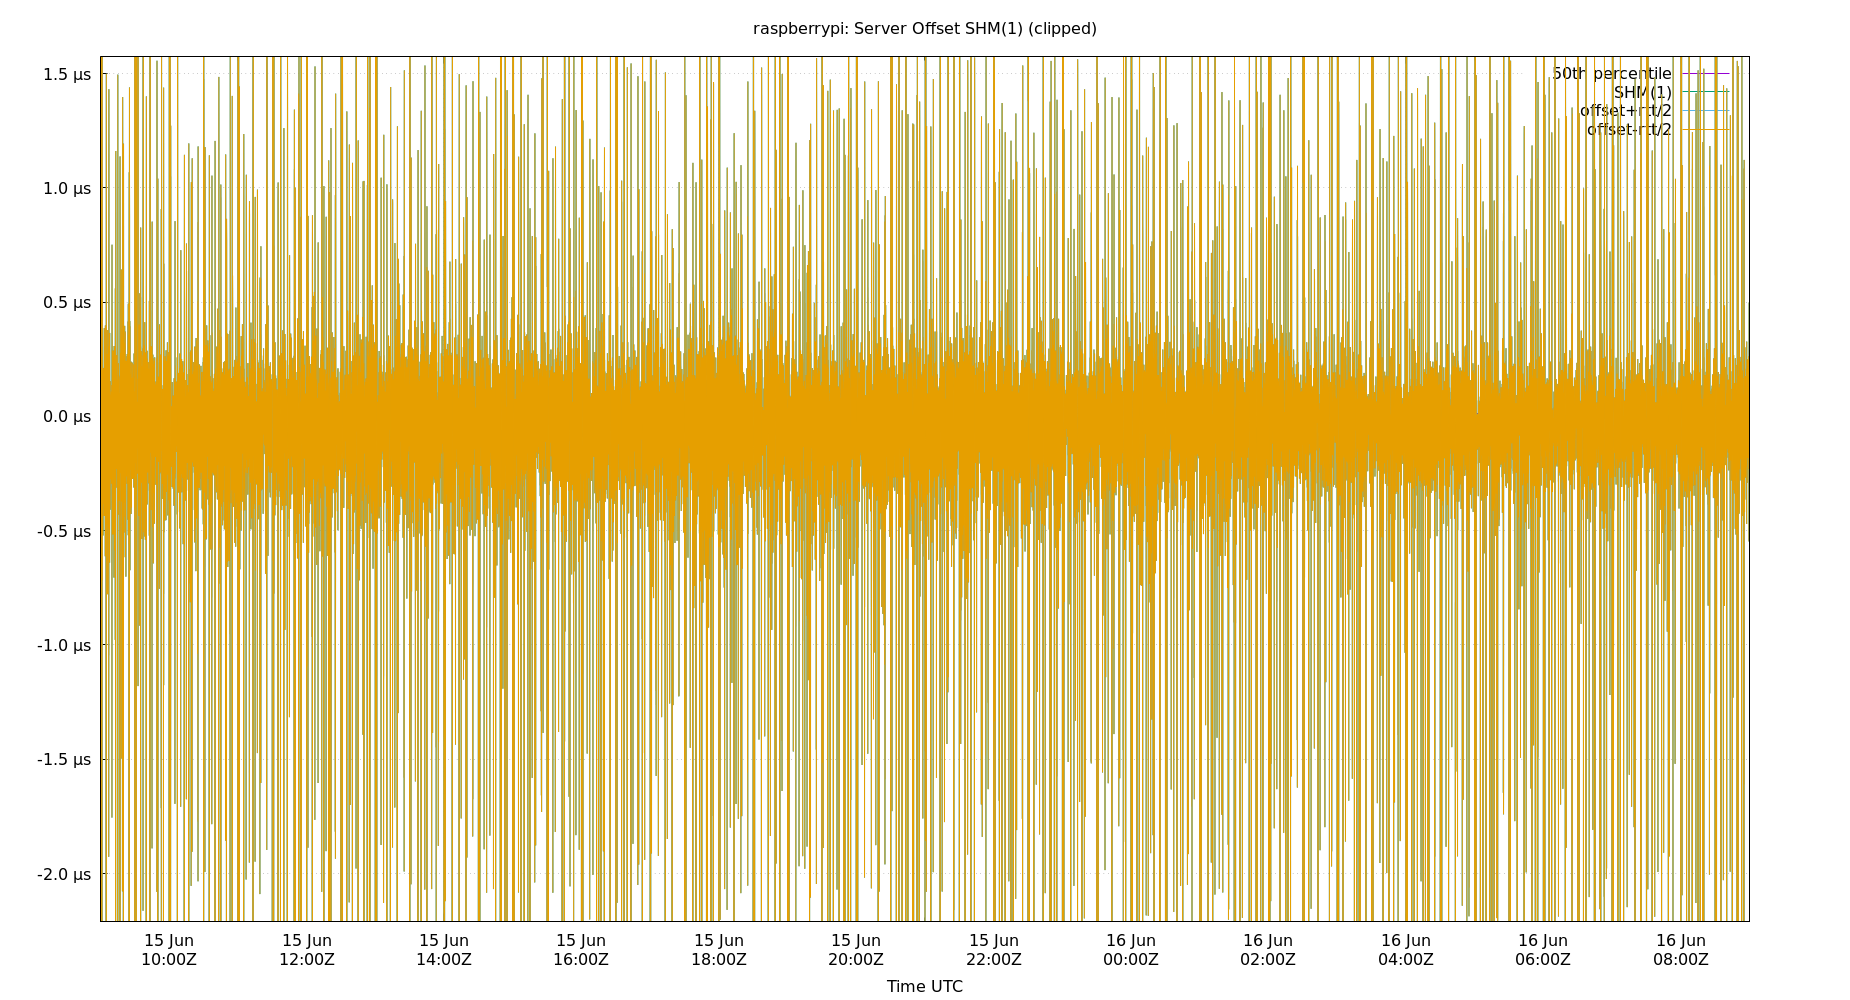 raspberrypi: Server Offset SHM(1) (clipped)
1.5 µs
1.0 µs
0.5 µs
0.0 µs
-0.5 µs
-1.0 µs
-1.5 µs
-2.0 µs
50th percentile
SHM(1)
offset+rtt/2
offset-rtt/2
15 Jun 15 Jun 15 Jun 15 Jun 15 Jun 15 Jun 15 Jun 16 Jun 16 Jun 16 Jun 16 Jun 16 Jun
10:00Z 12:00Z 14:00Z 16:00Z 18:00Z 20:00Z 22:00Z 00:00Z 02:00Z 04:00Z 06:00Z 08:00Z
Time UTC